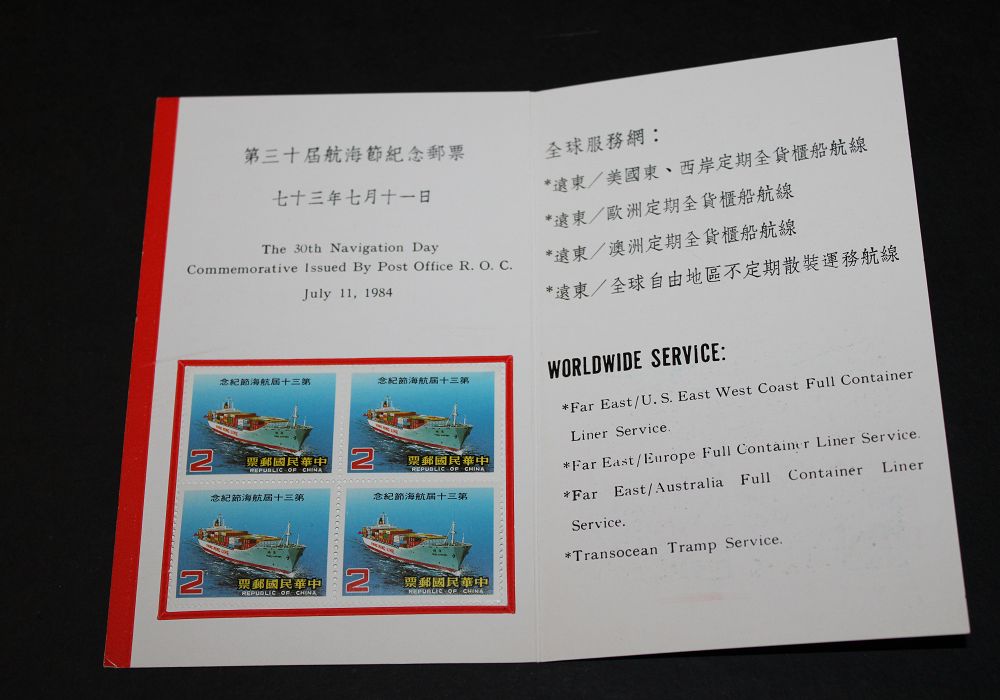 第三十屆航海節紀念郵票
七十三年七月十一日
The 30th Navigation Day
Commemorative Issued By Post Office R. O. C.
July 11, 1984
第三十屆航海節紀念
2
中華民國郵票
REPUBLIC OF CHINA
第三十屆航海節紀念
2
中華民國郵票
REPUBLIC OF CHINA
第三十屆航海節紀念
2
中華民國郵票
REPUBLIC OF CHINA
第三十屆航海節紀念
2
中華民國郵票
REPUBLIC OF CHINA
全球服務網：
*遠東／美國東、西岸定期全貨櫃船航線
*遠東／歐洲定期全貨櫃船航線
*遠東／澳洲定期全貨櫃船航線
*遠東／全球自由地區不定期散裝運務航線
WORLDWIDE SERVICE:
*Far East/U. S. East West Coast Full Container
Liner Service.
*Far East/Europe Full Container Liner Service.
*Far East/Australia Full Container Liner
Service.
*Transocean Tramp Service.